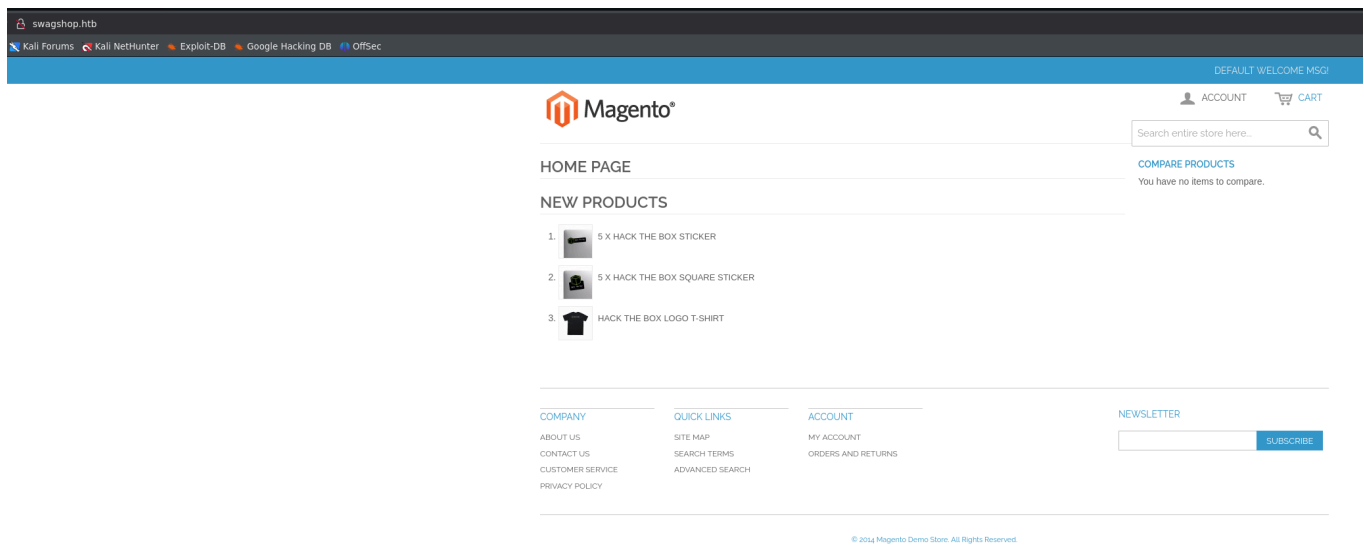 swagshop.htb
Kali Forums Kali NetHunter Exploit-DB Google Hacking DB OffSec
DEFAULT WELCOME MSG!
Magento®
ACCOUNT CART
Search entire store here...
HOME PAGE
COMPARE PRODUCTS
You have no items to compare.
NEW PRODUCTS
1. 5 X HACK THE BOX STICKER
2. 5 X HACK THE BOX SQUARE STICKER
3. HACK THE BOX LOGO T-SHIRT
COMPANY
ABOUT US
CONTACT US
CUSTOMER SERVICE
PRIVACY POLICY
QUICK LINKS
SITE MAP
SEARCH TERMS
ADVANCED SEARCH
ACCOUNT
MY ACCOUNT
ORDERS AND RETURNS
NEWSLETTER
SUBSCRIBE
© 2014 Magento Demo Store. All Rights Reserved.